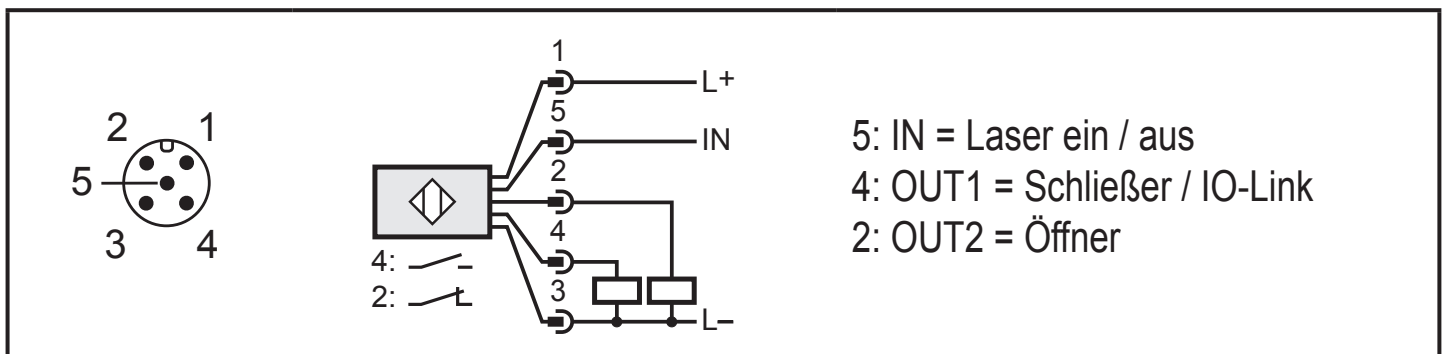 2 1
5
3 4
1
L+
5
IN
2
4
3
L–
4:
2:
5: IN = Laser ein / aus
4: OUT1 = Schließer / IO-Link
2: OUT2 = Öffner